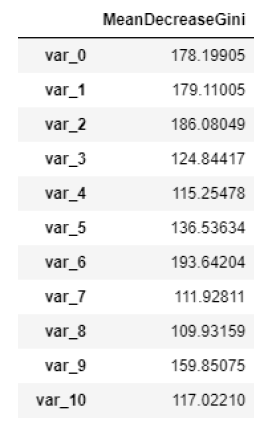 MeanDecreaseGini
var_0 178.19905
var_1 179.11005
var_2 186.08049
var_3 124.84417
var_4 115.25478
var_5 136.53634
var_6 193.64204
var_7 111.92811
var_8 109.93159
var_9 159.85075
var_10 117.02210